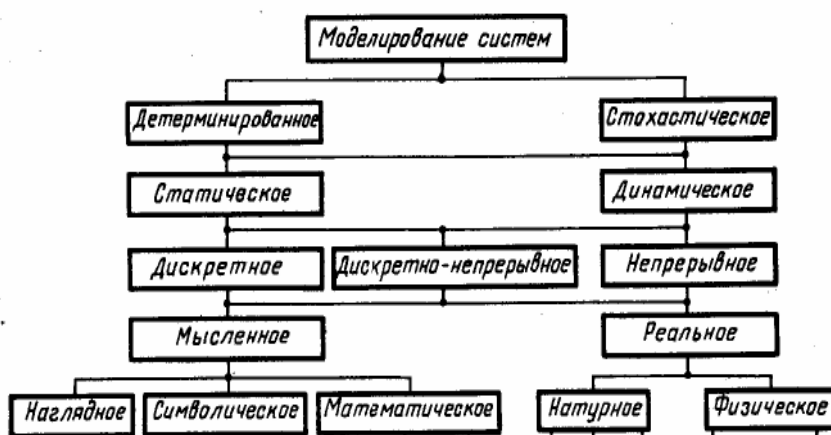 Моделирование систем
Детерминированное
Стохастическое
Статическое
Динамическое
Дискретное
Дискретно-непрерывное
Непрерывное
Мысленное
Реальное
Наглядное
Символическое
Математическое
Натурное
Физическое